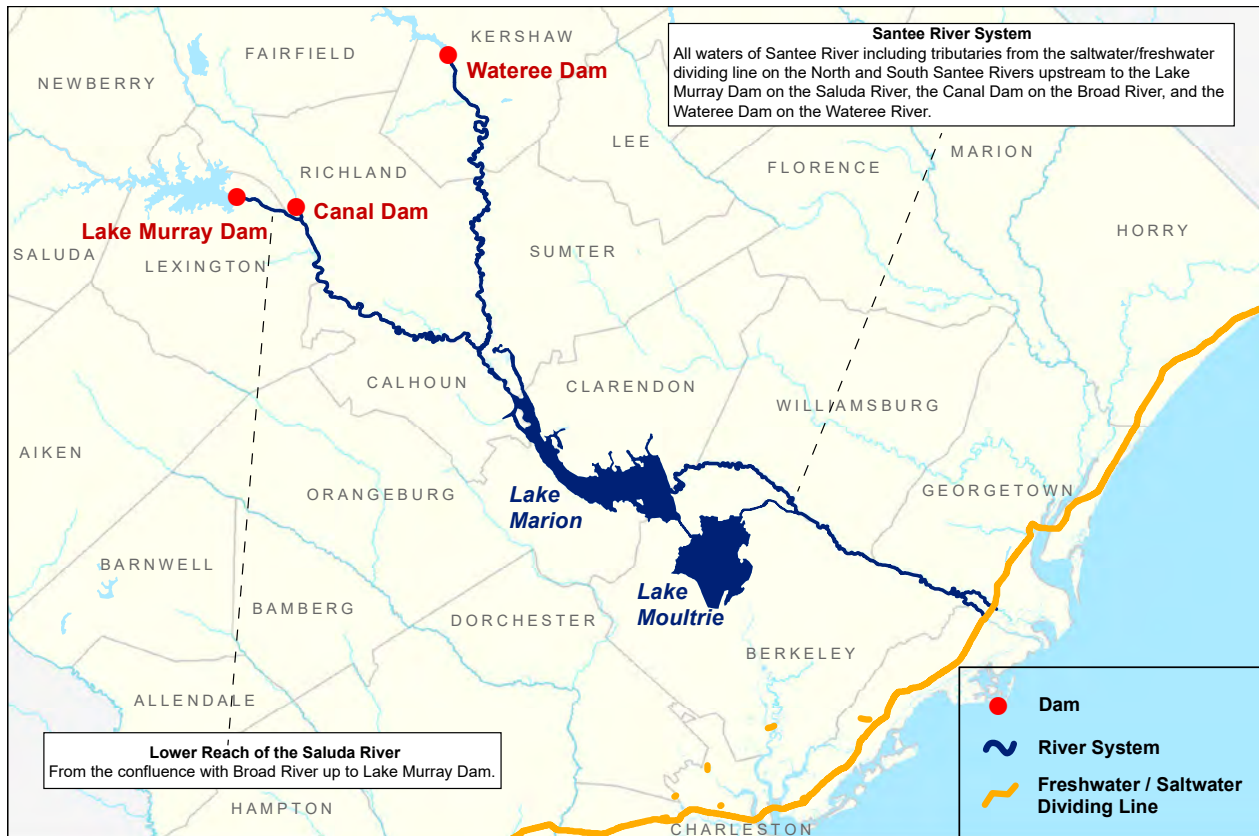 KERSHAW
FAIRFIELD
NEWBERRY
Wateree Dam
Santee River System
All waters of Santee River including tributaries from the saltwater/freshwater
dividing line on the North and South Santee Rivers upstream to the Lake
Murray Dam on the Saluda River, the Canal Dam on the Broad River, and the
Wateree Dam on the Wateree River.
LEE
MARION
FLORENCE
RICHLAND
Canal Dam
Lake Murray Dam
HORRY
SALUDA
LEXINGTON
SUMTER
CALHOUN
CLARENDON
WILLIAMSBURG
AIKEN
ORANGEBURG
Lake
Marion
GEORGETOWN
BARNWELL
BAMBERG
Lake
Moultrie
DORCHESTER
BERKELEY
ALLENDALE
Lower Reach of the Saluda River
From the confluence with Broad River up to Lake Murray Dam.
HAMPTON
CHARLESTON
Dam
River System
Freshwater / Saltwater
Dividing Line